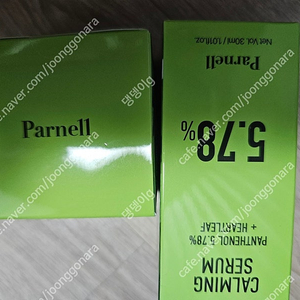 Parnell
Net Vol. 30ml / 1.01fl.oz.
Parnell
5.78%
PANTHENOL 5.78%
+ HEARTLEAF
CALMING
SERUM
cafe.naver.com/joonggonara